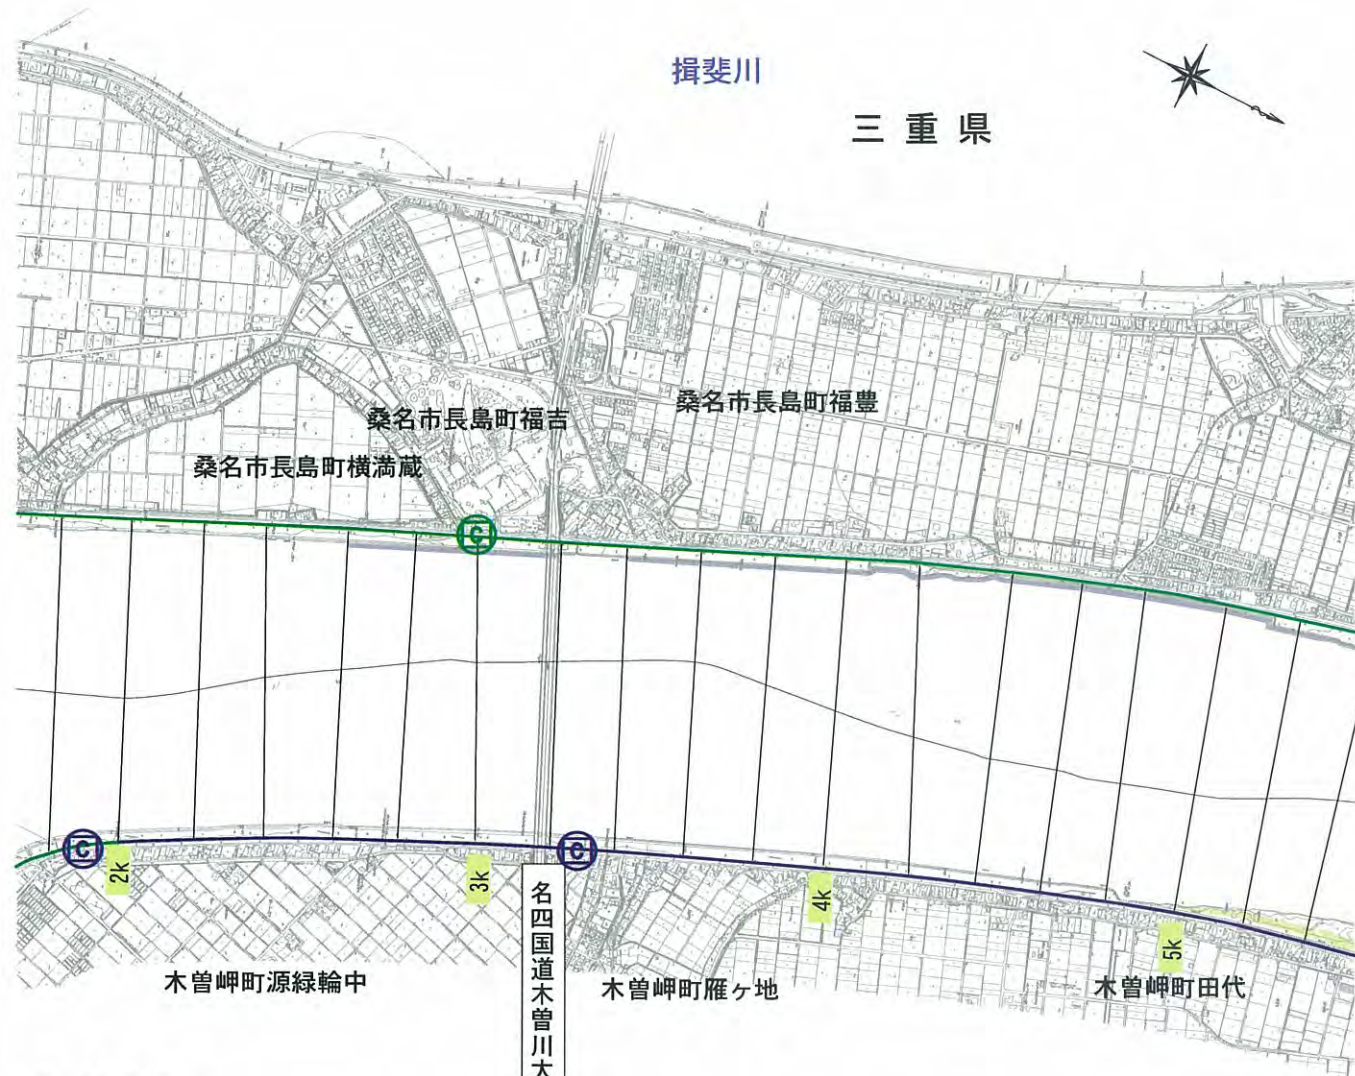 揖斐川
三重県
桑名市長島町福豊
桑名市長島町福吉
桑名市長島町横満蔵
C
C
C
2k
3k
4k
5k
名四国道木曽川大
木曽岬町源緑輪中
木曽岬町雁ヶ地
木曽岬町田代